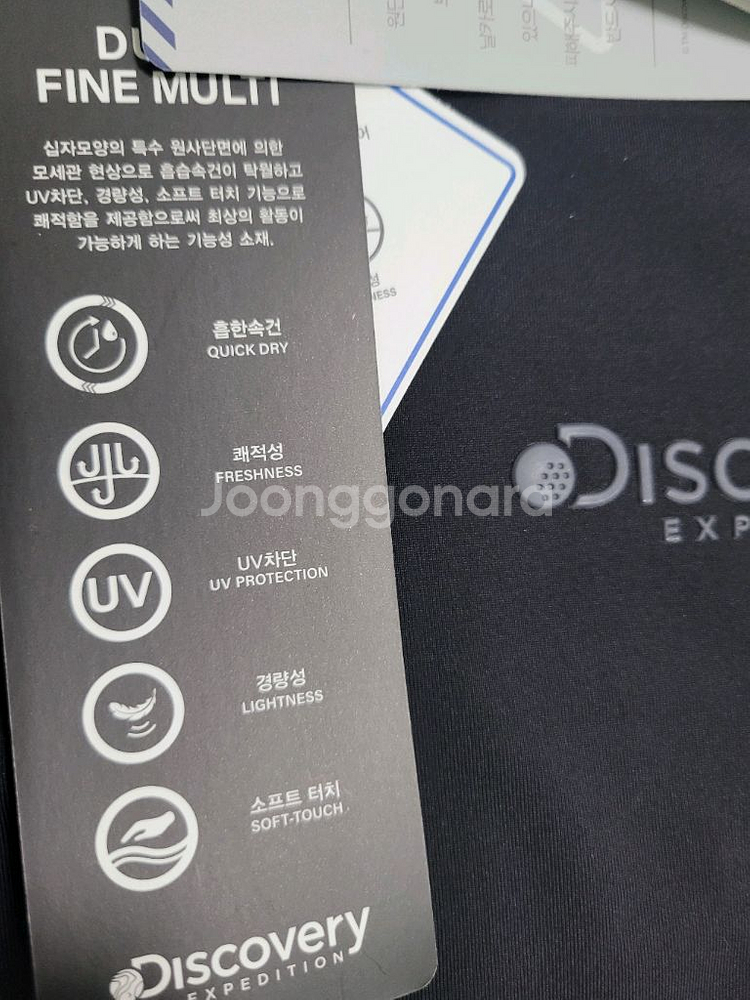 FINE MULTI
십자모양의 특수 원사단면에 의한
모세관 현상으로 흡습속건이 탁월하고
UV차단, 경량성, 소프트 터치 기능으로
쾌적함을 제공함으로써 최상의 활동이
가능하게 하는 기능성 소재.
흡한속건
QUICK DRY
쾌적성
FRESHNESS
UV
UV차단
UV PROTECTION
경량성
LIGHTNESS
소프트 터치
SOFT-TOUCH
Discovery
EXPEDITION
Joonggonara
DISC
EXP